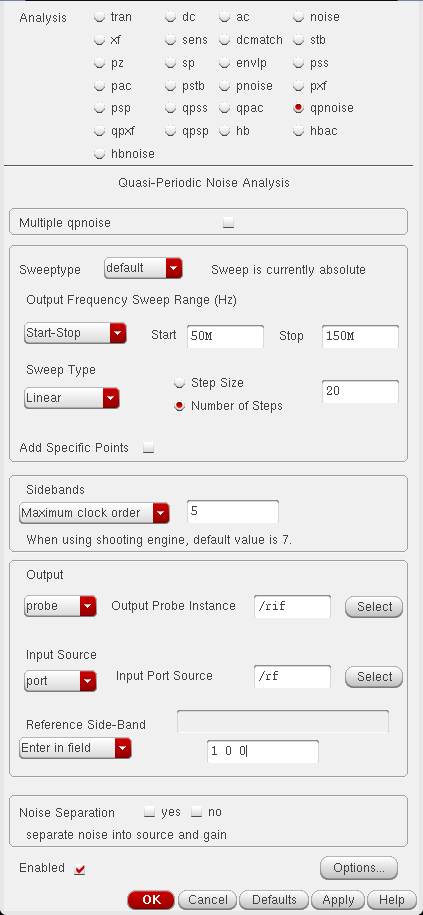 Analysis tran dc ac noise
xf sens dcmatch stb
pz sp envlp pss
pac pstb pnoise pxf
psp qpss qpac qpnoise
qpxf qpsp hb hbac
hbnoise
Quasi-Periodic Noise Analysis
Multiple qpnoise
Sweeptype default Sweep is currently absolute
Output Frequency Sweep Range (Hz)
Start-Stop Start 50M Stop 150M
Sweep Type
Step Size
Linear 20
Number of Steps
Add Specific Points
Sidebands
Maximum clock order 5
When using shooting engine, default value is 7.
Output
probe Output Probe Instance /rif Select
Input Source
port Input Port Source /rf Select
Reference Side-Band
Enter in field 1 0 0
Noise Separation yes no
separate noise into source and gain
Enabled Options...
OK Cancel Defaults Apply Help